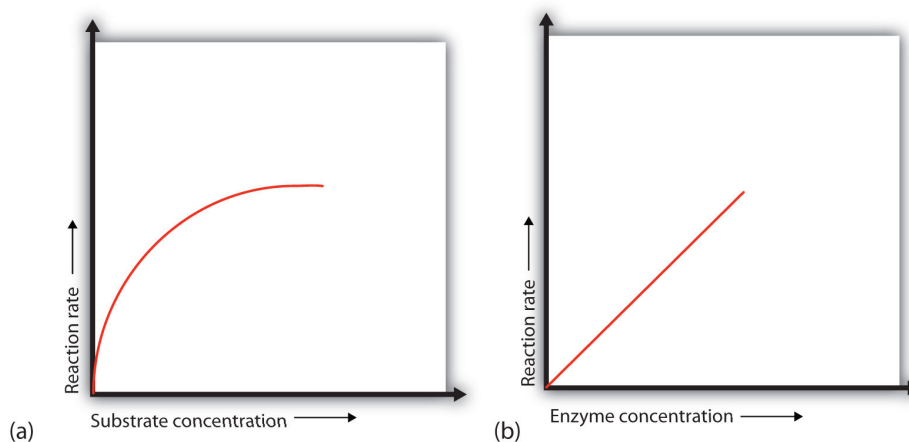 Reaction rate
Substrate concentration
(a)
Reaction rate
Enzyme concentration
(b)